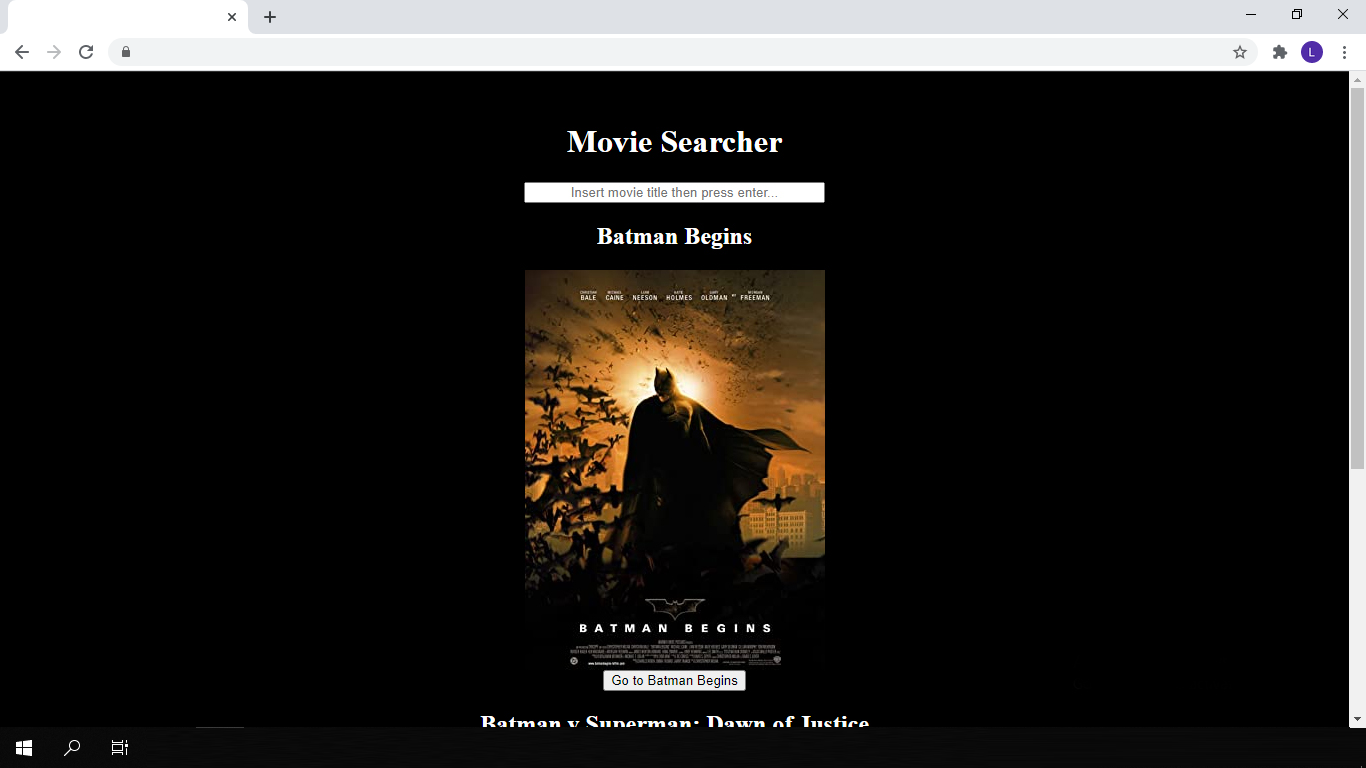 L
Movie Searcher
Insert movie title then press enter...
Batman Begins
CHRISTIAN BALE MICHAEL CAINE LIAM NEESON KATIE HOLMES GARY OLDMAN AND MORGAN FREEMAN
BATMAN BEGINS
Go to Batman Begins
Batman v Superman: Dawn of Justice